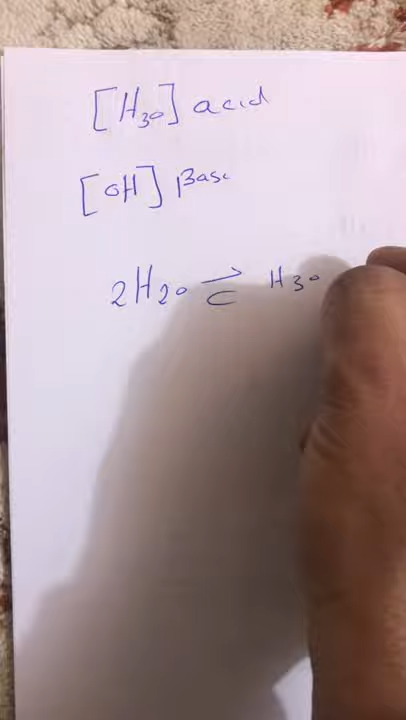 [H₃O] acid
[OH] Base
2H₂O ⇌ H₃O